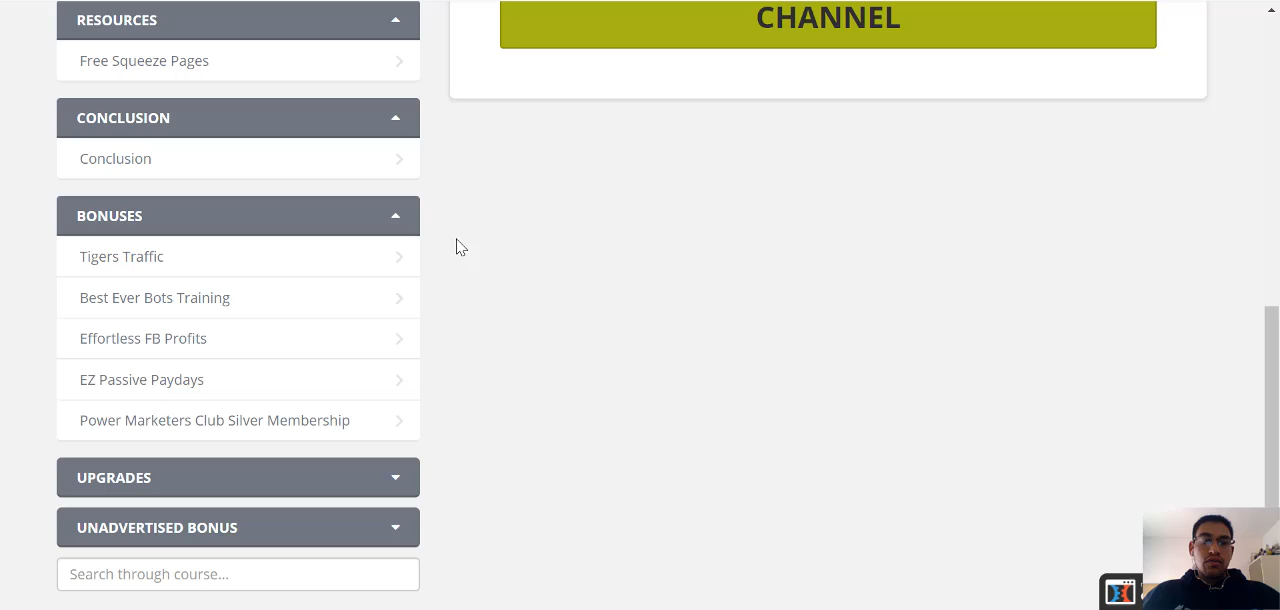 RESOURCES
Free Squeeze Pages
CONCLUSION
Conclusion
BONUSES
Tigers Traffic
Best Ever Bots Training
Effortless FB Profits
EZ Passive Paydays
Power Marketers Club Silver Membership
UPGRADES
UNADVERTISED BONUS
Search through course...
CHANNEL